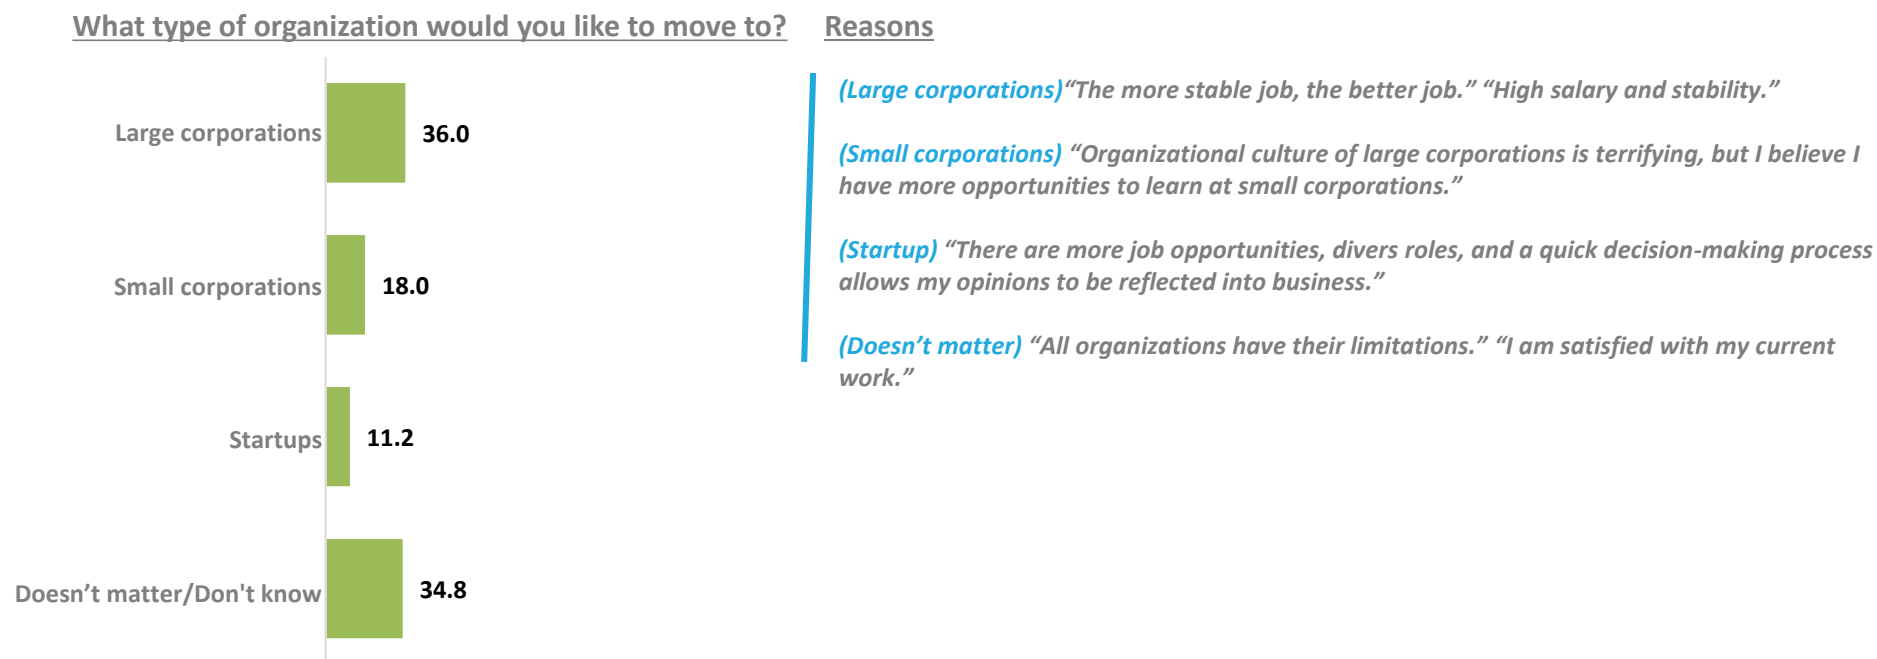 What type of organization would you like to move to?
Large corporations 36.0
Small corporations 18.0
Startups 11.2
Doesn’t matter/Don't know 34.8
Reasons
(Large corporations)“The more stable job, the better job.” “High salary and stability.”
(Small corporations) “Organizational culture of large corporations is terrifying, but I believe I
have more opportunities to learn at small corporations.”
(Startup) “There are more job opportunities, divers roles, and a quick decision-making process
allows my opinions to be reflected into business.”
(Doesn’t matter) “All organizations have their limitations.” “I am satisfied with my current
work.”